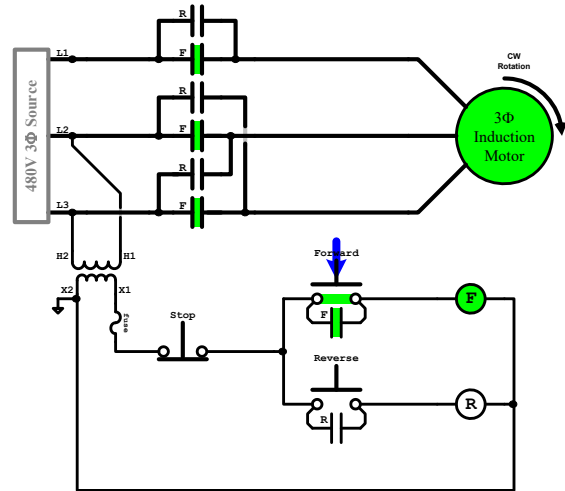 R
L1
F
CW
Rotation
480V 3Φ Source
R
L2
F
3Φ
Induction
Motor
R
L3
F
H2
H1
X2
X1
fuse
Stop
Forward
F
F
Reverse
R
R